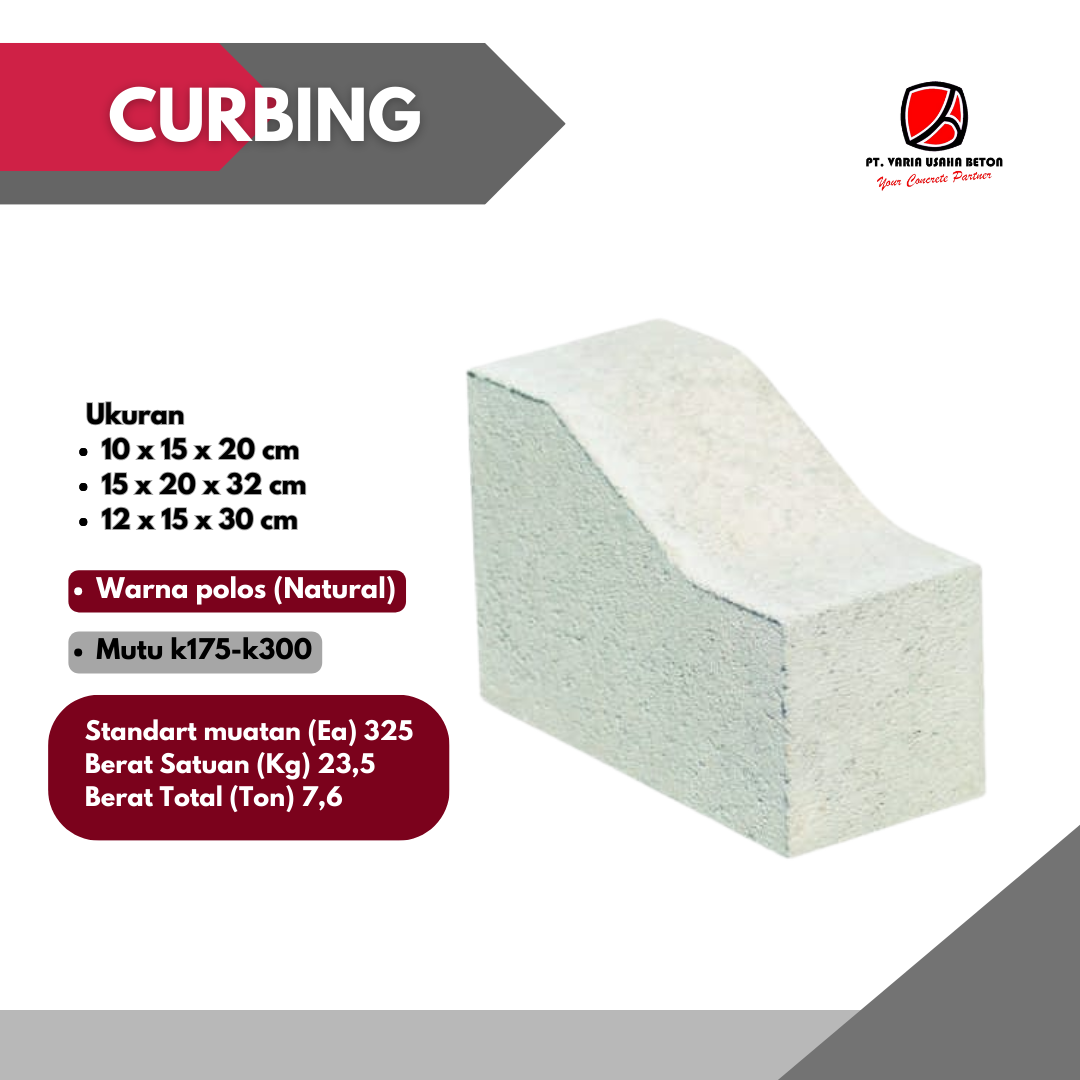 CURBING
PT. VARIA USAHA BETON
Your Concrete Partner
Ukuran
• 10 x 15 x 20 cm
• 15 x 20 x 32 cm
• 12 x 15 x 30 cm
• Warna polos (Natural)
• Mutu k175-k300
Standart muatan (Ea) 325
Berat Satuan (Kg) 23,5
Berat Total (Ton) 7,6